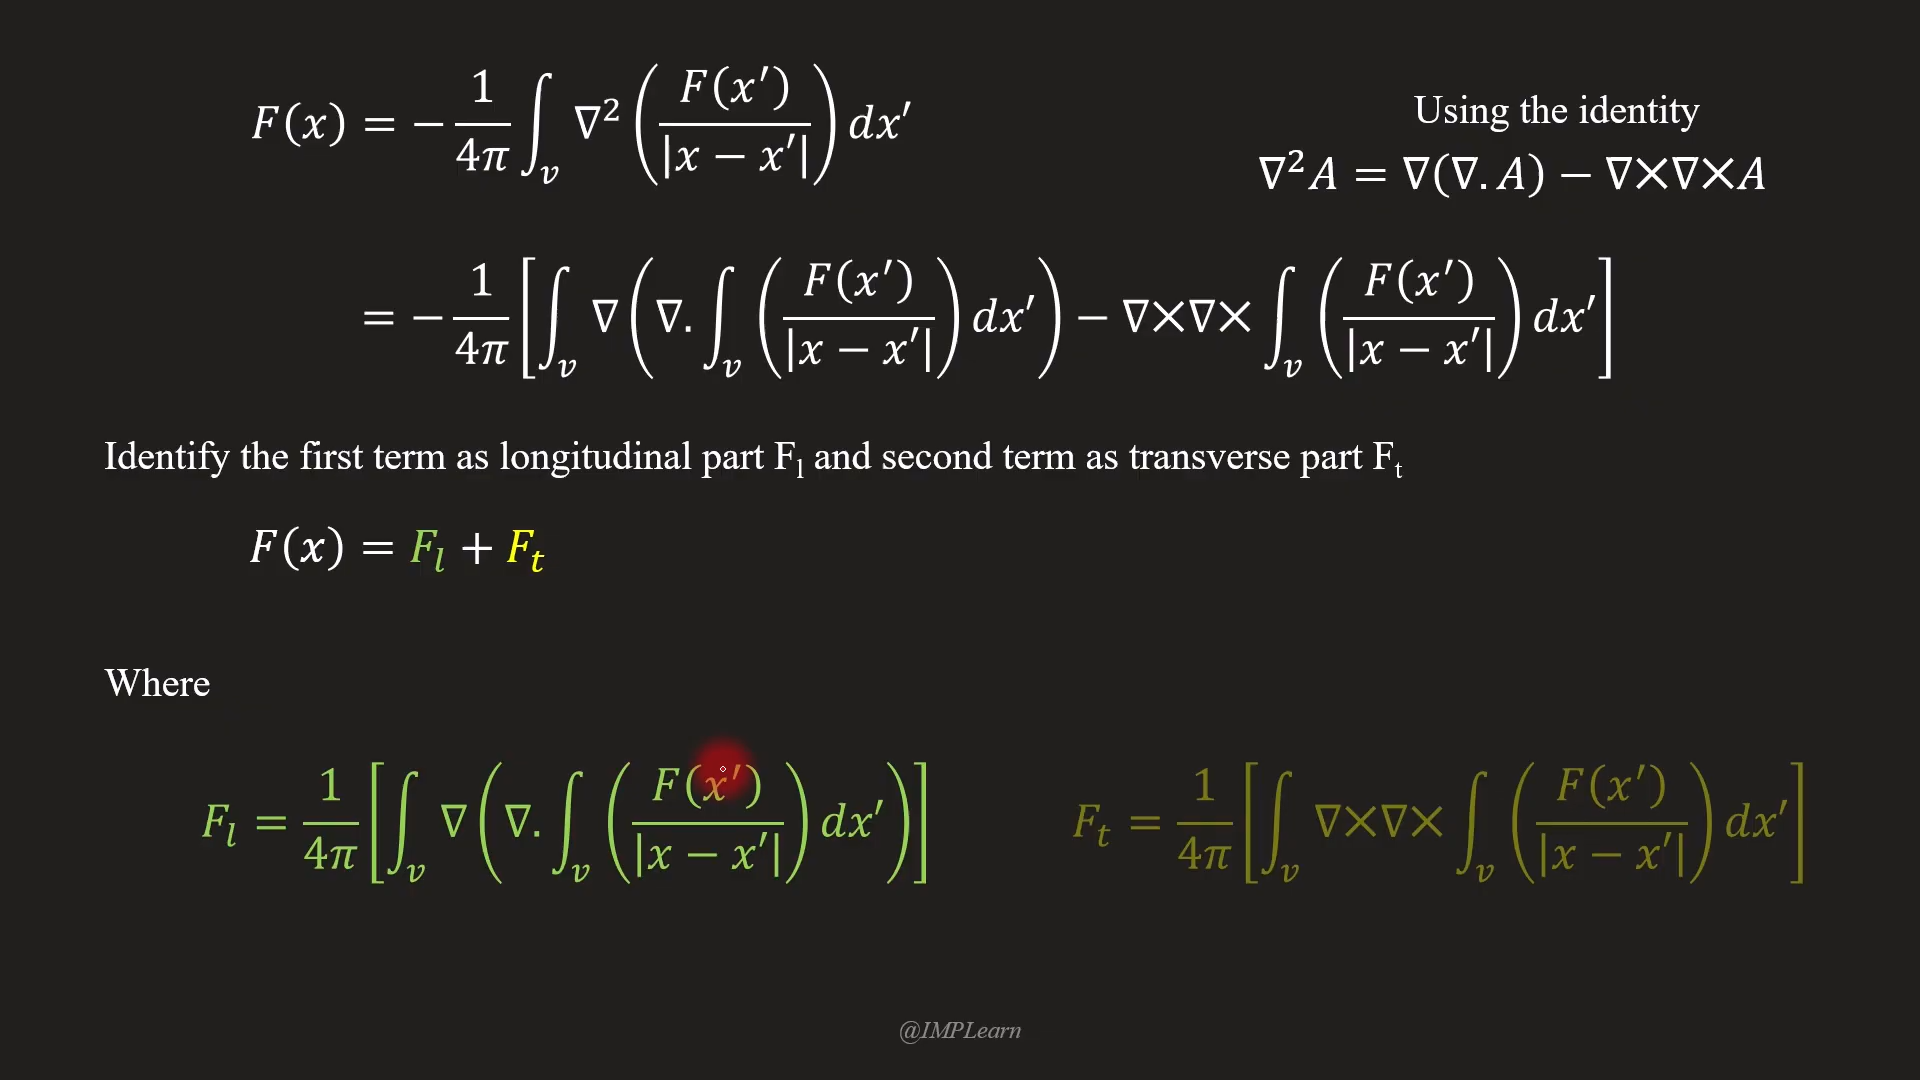 F(x) = −1/4π ∫_v ∇² (F(x′)/|x − x′|) dx′
Using the identity
∇²A = ∇(∇.A) − ∇×∇×A
= −1/4π [∫_v ∇(∇.∫_v (F(x′)/|x − x′|) dx′) − ∇×∇×∫_v (F(x′)/|x − x′|) dx′]
Identify the first term as longitudinal part F_l and second term as transverse part F_t
F(x) = F_l + F_t
Where
F_l = 1/4π [∫_v ∇(∇.∫_v (F(x′)/|x − x′|) dx′)]
F_t = 1/4π [∫_v ∇×∇×∫_v (F(x′)/|x − x′|) dx′]
@IMPLearn